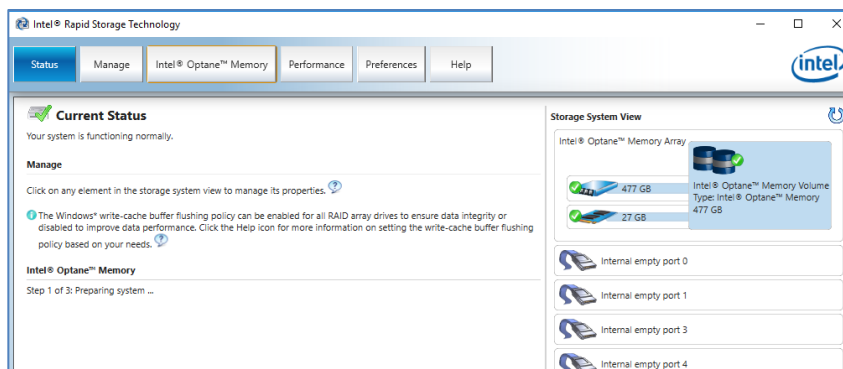 Intel® Rapid Storage Technology
Status
Manage
Intel® Optane™ Memory
Performance
Preferences
Help
intel
Current Status
Your system is functioning normally.
Manage
Click on any element in the storage system view to manage its properties.
The Windows* write-cache buffer flushing policy can be enabled for all RAID array drives to ensure data integrity or
disabled to improve data performance. Click the Help icon for more information on setting the write-cache buffer flushing
policy based on your needs.
Intel® Optane™ Memory
Step 1 of 3: Preparing system ...
Storage System View
Intel® Optane™ Memory Array
477 GB
27 GB
Intel® Optane™ Memory Volume
Type: Intel® Optane™ Memory
477 GB
Internal empty port 0
Internal empty port 1
Internal empty port 3
Internal empty port 4